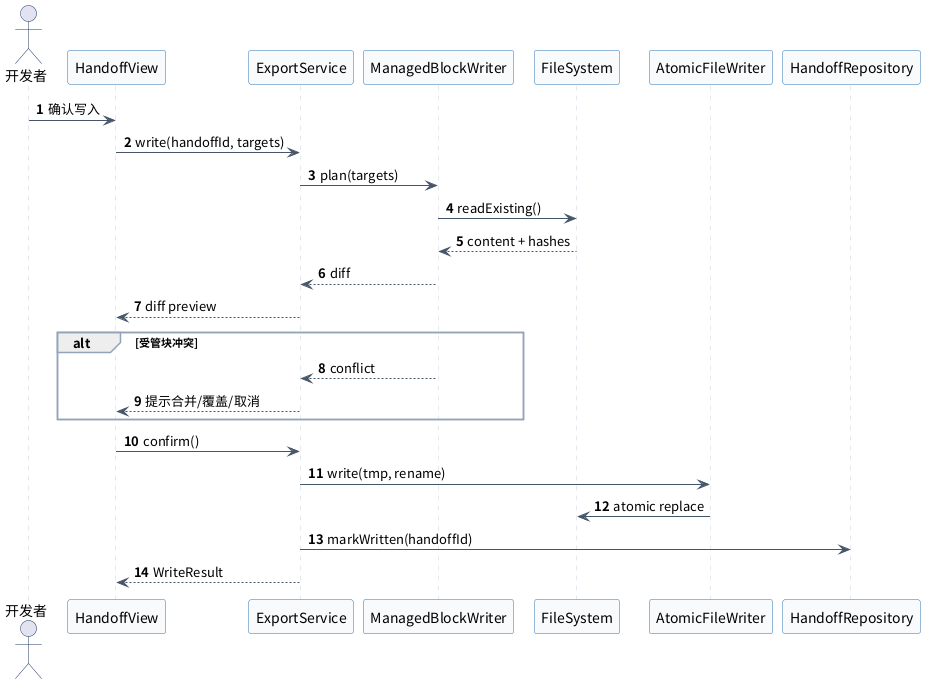 开发者
HandoffView
ExportService
ManagedBlockWriter
FileSystem
AtomicFileWriter
HandoffRepository
1 确认写入
2 write(handoffId, targets)
3 plan(targets)
4 readExisting()
5 content + hashes
6 diff
7 diff preview
alt [受管块冲突]
8 conflict
9 提示合并/覆盖/取消
10 confirm()
11 write(tmp, rename)
12 atomic replace
13 markWritten(handoffId)
14 WriteResult
开发者
HandoffView
ExportService
ManagedBlockWriter
FileSystem
AtomicFileWriter
HandoffRepository